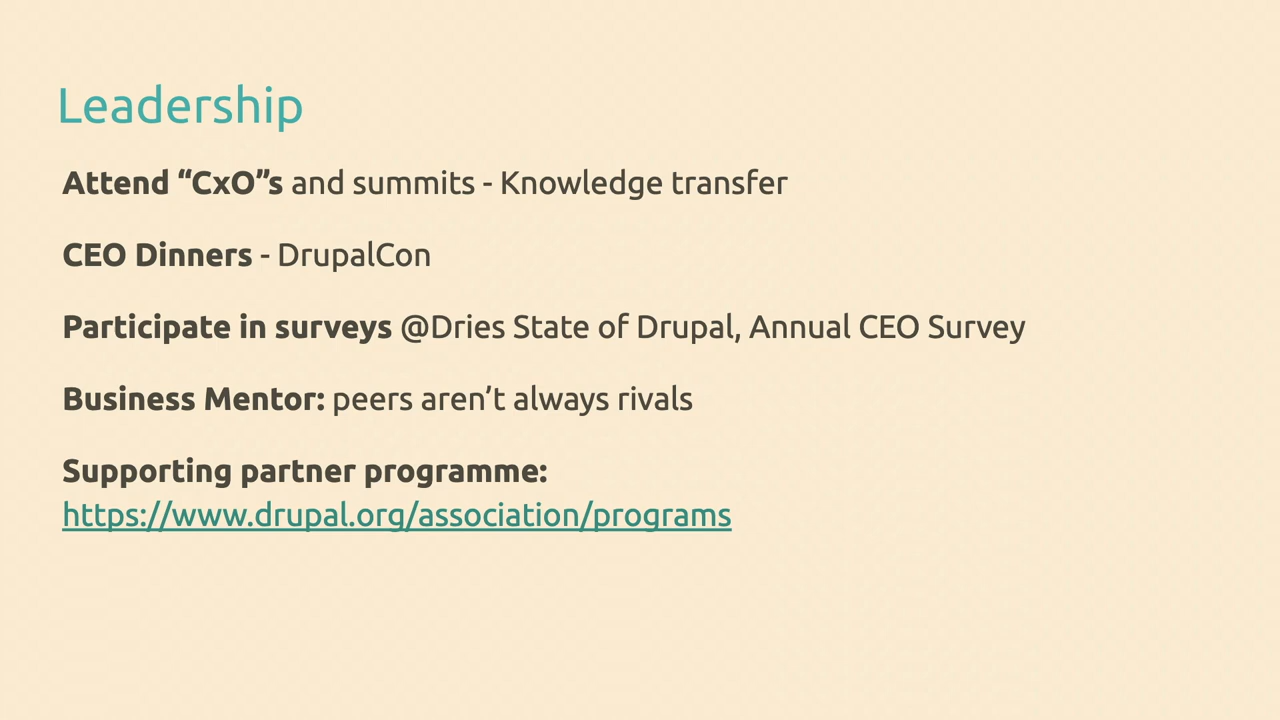 Leadership
Attend “CxO”s and summits - Knowledge transfer
CEO Dinners - DrupalCon
Participate in surveys @Dries State of Drupal, Annual CEO Survey
Business Mentor: peers aren’t always rivals
Supporting partner programme:
https://www.drupal.org/association/programs